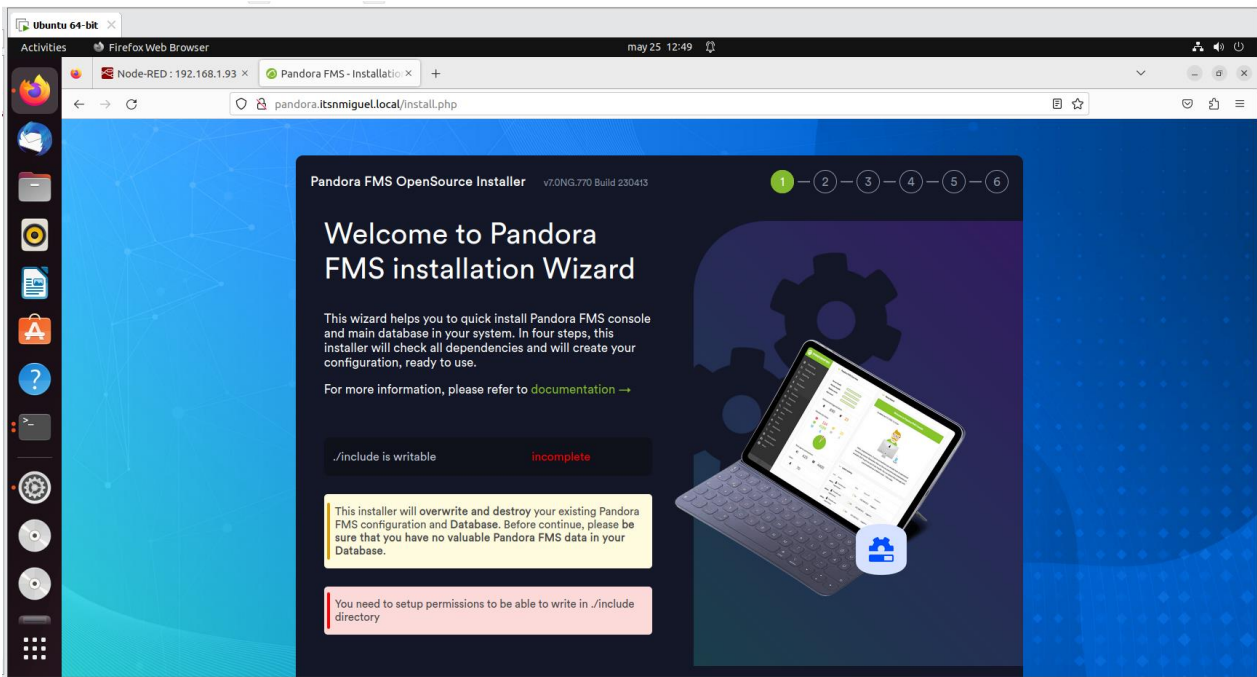 Ubuntu 64-bit
Activities Firefox Web Browser may 25 12:49
Node-RED : 192.168.1.93 Pandora FMS - Installatio
pandora.itsnmiguel.local/install.php
Pandora FMS OpenSource Installer v7.0NG.770 Build 230413 1 2 3 4 5 6
Welcome to Pandora
FMS installation Wizard
This wizard helps you to quick install Pandora FMS console
and main database in your system. In four steps, this
installer will check all dependencies and will create your
configuration, ready to use.
For more information, please refer to documentation →
./include is writable incomplete
This installer will overwrite and destroy your existing Pandora
FMS configuration and Database. Before continue, please be
sure that you have no valuable Pandora FMS data in your
Database.
You need to setup permissions to be able to write in ./include
directory